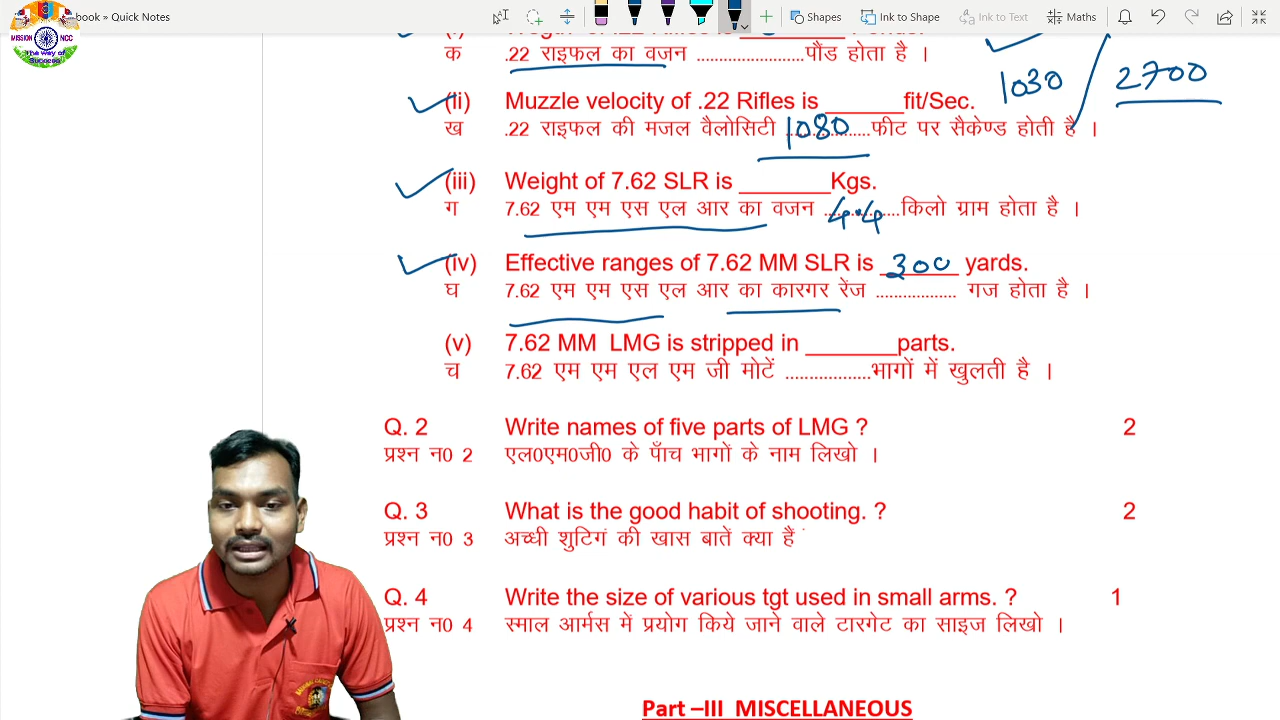 book » Quick Notes
Shapes
Ink to Shape
Ink to Text
Maths
MISSION NCC
The way of Success
क .22 राइफल का वजन ........................पौंड होता है ।
1030 / 2700
(ii) Muzzle velocity of .22 Rifles is ______fit/Sec.
ख .22 राइफल की मजल वैलोसिटी 1080 ..................फीट पर सैकेण्ड होती है ।
(iii) Weight of 7.62 SLR is _______Kgs.
ग 7.62 एम एम एस एल आर का वजन 4.4 ................किलो ग्राम होता है ।
(iv) Effective ranges of 7.62 MM SLR is 300 yards.
घ 7.62 एम एम एस एल आर का कारगर रेंज ................. गज होता है ।
(v) 7.62 MM LMG is stripped in _______parts.
च 7.62 एम एम एल एम जी मोटें ..................भागों में खुलती है ।
Q. 2 Write names of five parts of LMG ? 2
प्रश्न न0 2 एल0एम0जी0 के पाँच भागों के नाम लिखो ।
Q. 3 What is the good habit of shooting. ? 2
प्रश्न न0 3 अच्धी शुटिगं की खास बातें क्या हैं
Q. 4 Write the size of various tgt used in small arms. ? 1
प्रश्न न0 4 स्माल आर्मस में प्रयोग किये जाने वाले टारगेट का साइज लिखो ।
Part –III MISCELLANEOUS